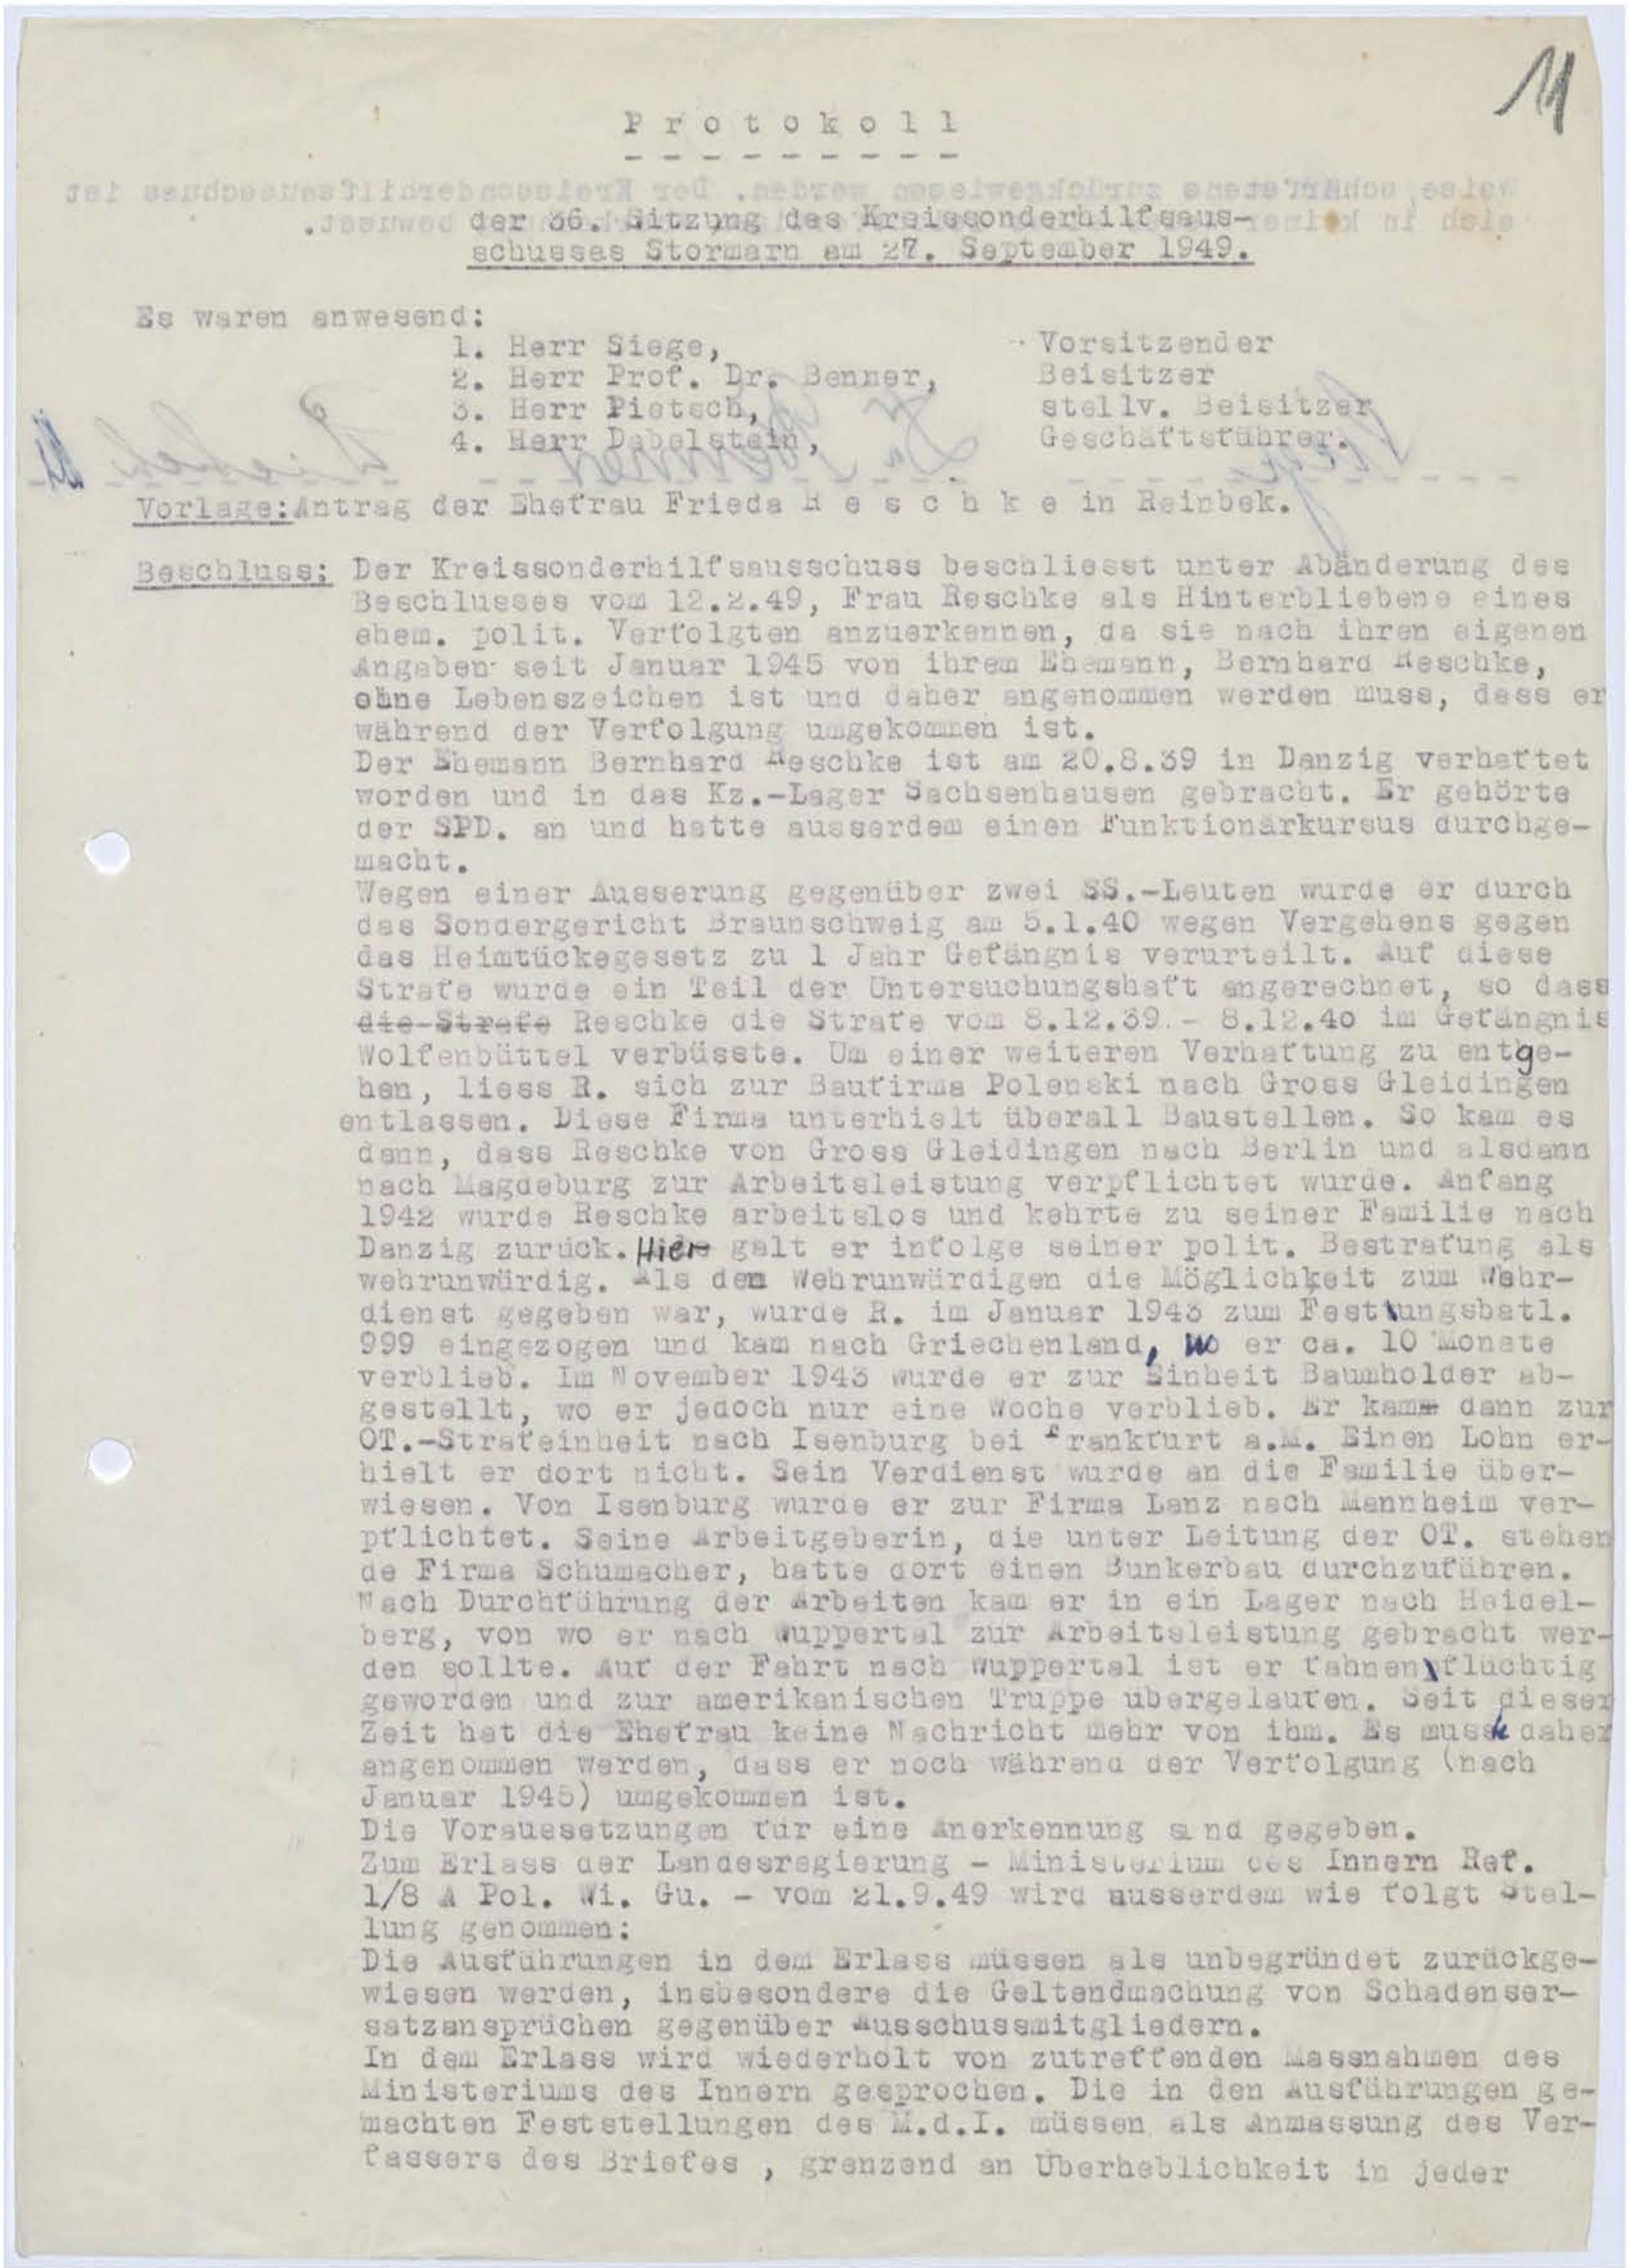 11
P r o t o k o l l
- - - - - - - - -
der 36. Sitzung des Kreissonderhilfsaus-
schusses Stormarn am 27. September 1949.
Es waren anwesend:
1. Herr Siege, Vorsitzender
2. Herr Prof. Dr. Benner, Beisitzer
3. Herr Pietsch, stellv. Beisitzer
4. Herr Dabelstein, Geschäftsführer.
Vorlage: Antrag der Ehefrau Frieda R e s c h k e in Reinbek.
Beschluss: Der Kreissonderhilfsausschuss beschliesst unter Abänderung des
Beschlusses vom 12.2.49, Frau Reschke als Hinterbliebene eines
ehem. polit. Verfolgten anzuerkennen, da sie nach ihren eigenen
Angaben seit Januar 1945 von ihrem Ehemann, Bernhard Reschke,
ohne Lebenszeichen ist und daher angenommen werden muss, dass er
während der Verfolgung umgekommen ist.
Der Ehemann Bernhard Reschke ist am 20.8.39 in Danzig verhaftet
worden und in das Kz.-Lager Sachsenhausen gebracht. Er gehörte
der SPD. an und hatte ausserdem einen Funktionärkursus durchge-
macht.
Wegen einer Äusserung gegenüber zwei SS.-Leuten wurde er durch
das Sondergericht Braunschweig am 5.1.40 wegen Vergehens gegen
das Heimtückegesetz zu 1 Jahr Gefängnis verurteilt. Auf diese
Strafe wurde ein Teil der Untersuchungshaft angerechnet, so dass
die Strafe Reschke die Strafe vom 8.12.39.- 8.12.40 im Gefängnis
Wolfenbüttel verbüsste. Um einer weiteren Verhaftung zu entge-
hen, liess R. sich zur Baufirma Polenski nach Gross Gleidingen
entlassen. Diese Firma unterhielt überall Baustellen. So kam es
dann, dass Reschke von Gross Gleidingen nach Berlin und alsdann
nach Magdeburg zur Arbeitsleistung verpflichtet wurde. Anfang
1942 wurde Reschke arbeitslos und kehrte zu seiner Familie nach
Danzig zurück. Hier galt er infolge seiner polit. Bestrafung als
wehrunwürdig. Als den Wehrunwürdigen die Möglichkeit zum Wehr-
dienst gegeben war, wurde R. im Januar 1943 zum Festungsbatl.
999 eingezogen und kam nach Griechenland, wo er ca. 10 Monate
verblieb. Im November 1943 wurde er zur Einheit Baumholder ab-
gestellt, wo er jedoch nur eine Woche verblieb. Er kam dann zur
OT.-Strafeinheit nach Isenburg bei Frankfurt a.M. Einen Lohn er-
hielt er dort nicht. Sein Verdienst wurde an die Familie über-
wiesen. Von Isenburg wurde er zur Firma Lanz nach Mannheim ver-
pflichtet. Seine Arbeitgeberin, die unter Leitung der OT. stehen
de Firma Schumacher, hatte dort einen Bunkerbau durchzuführen.
Nach Durchführung der Arbeiten kam er in ein Lager nach Heidel-
berg, von wo er nach Wuppertal zur Arbeitsleistung gebracht wer-
den sollte. Auf der Fahrt nach Wuppertal ist er fahnenflüchtig
geworden und zur amerikanischen Truppe übergelaufen. Seit dieser
Zeit hat die Ehefrau keine Nachricht mehr von ihm. Es muss daher
angenommen werden, dass er noch während der Verfolgung (nach
Januar 1945) umgekommen ist.
Die Voraussetzungen für eine Anerkennung sind gegeben.
Zum Erlass der Landesregierung - Ministerium des Innern Ref.
1/8 A Pol. Wi. Gu. - vom 21.9.49 wird ausserdem wie folgt Stel-
lung genommen:
Die Ausführungen in dem Erlass müssen als unbegründet zurückge-
wiesen werden, insbesondere die Geltendmachung von Schadenser-
satzansprüchen gegenüber Ausschussmitgliedern.
In dem Erlass wird wiederholt von zutreffenden Massnahmen des
Ministeriums des Innern gesprochen. Die in den Ausführungen ge-
machten Feststellungen des M.d.I. müssen als Anmassung des Ver-
fassers des Briefes , grenzend an Überheblichkeit in jeder